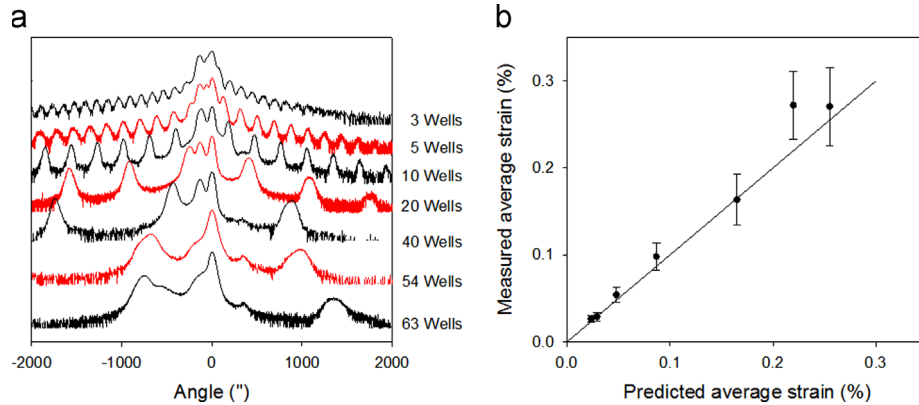 a
3 Wells
5 Wells
10 Wells
20 Wells
40 Wells
54 Wells
63 Wells
-2000 -1000 0 1000 2000
Angle (")
b
Measured average strain (%)
0.3
0.2
0.1
0.0
0.0 0.1 0.2 0.3
Predicted average strain (%)